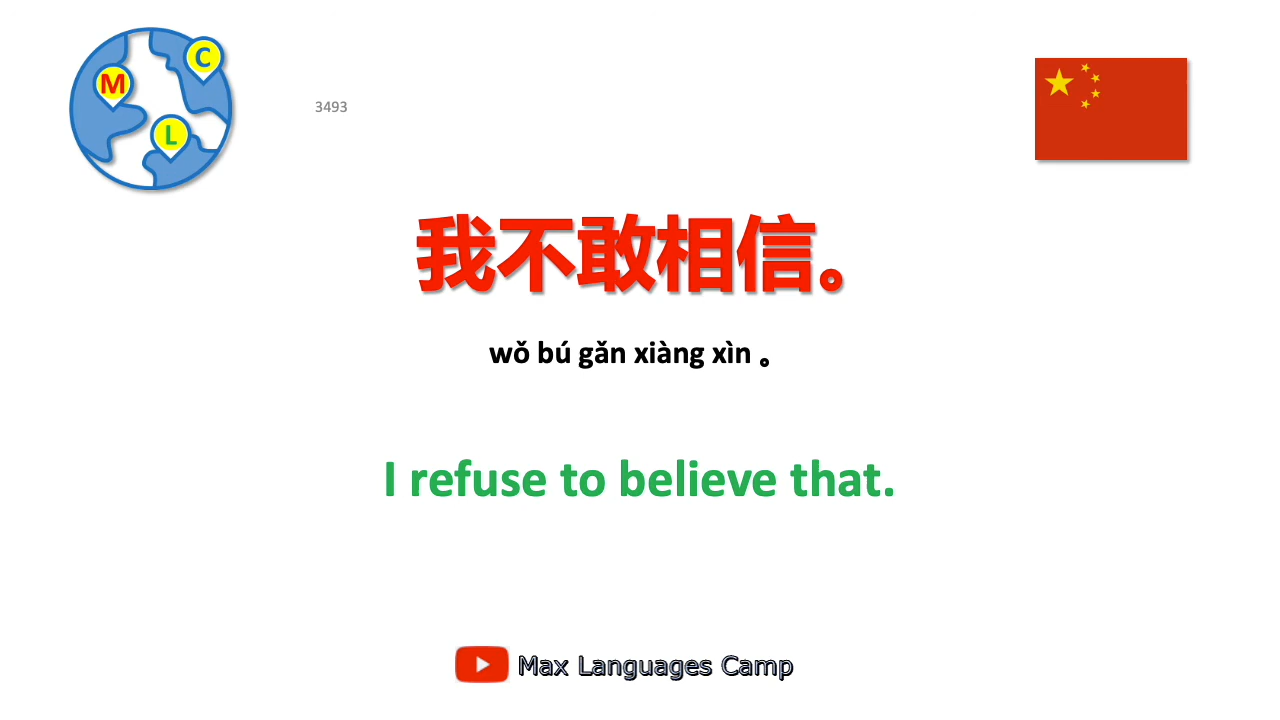 M
C
L
3493
我不敢相信。
wǒ bú gǎn xiàng xìn 。
I refuse to believe that.
Max Languages Camp